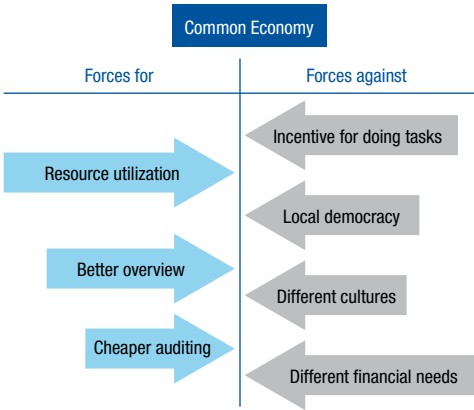 Common Economy
Forces for
Forces against
Incentive for doing tasks
Resource utilization
Local democracy
Better overview
Different cultures
Cheaper auditing
Different financial needs